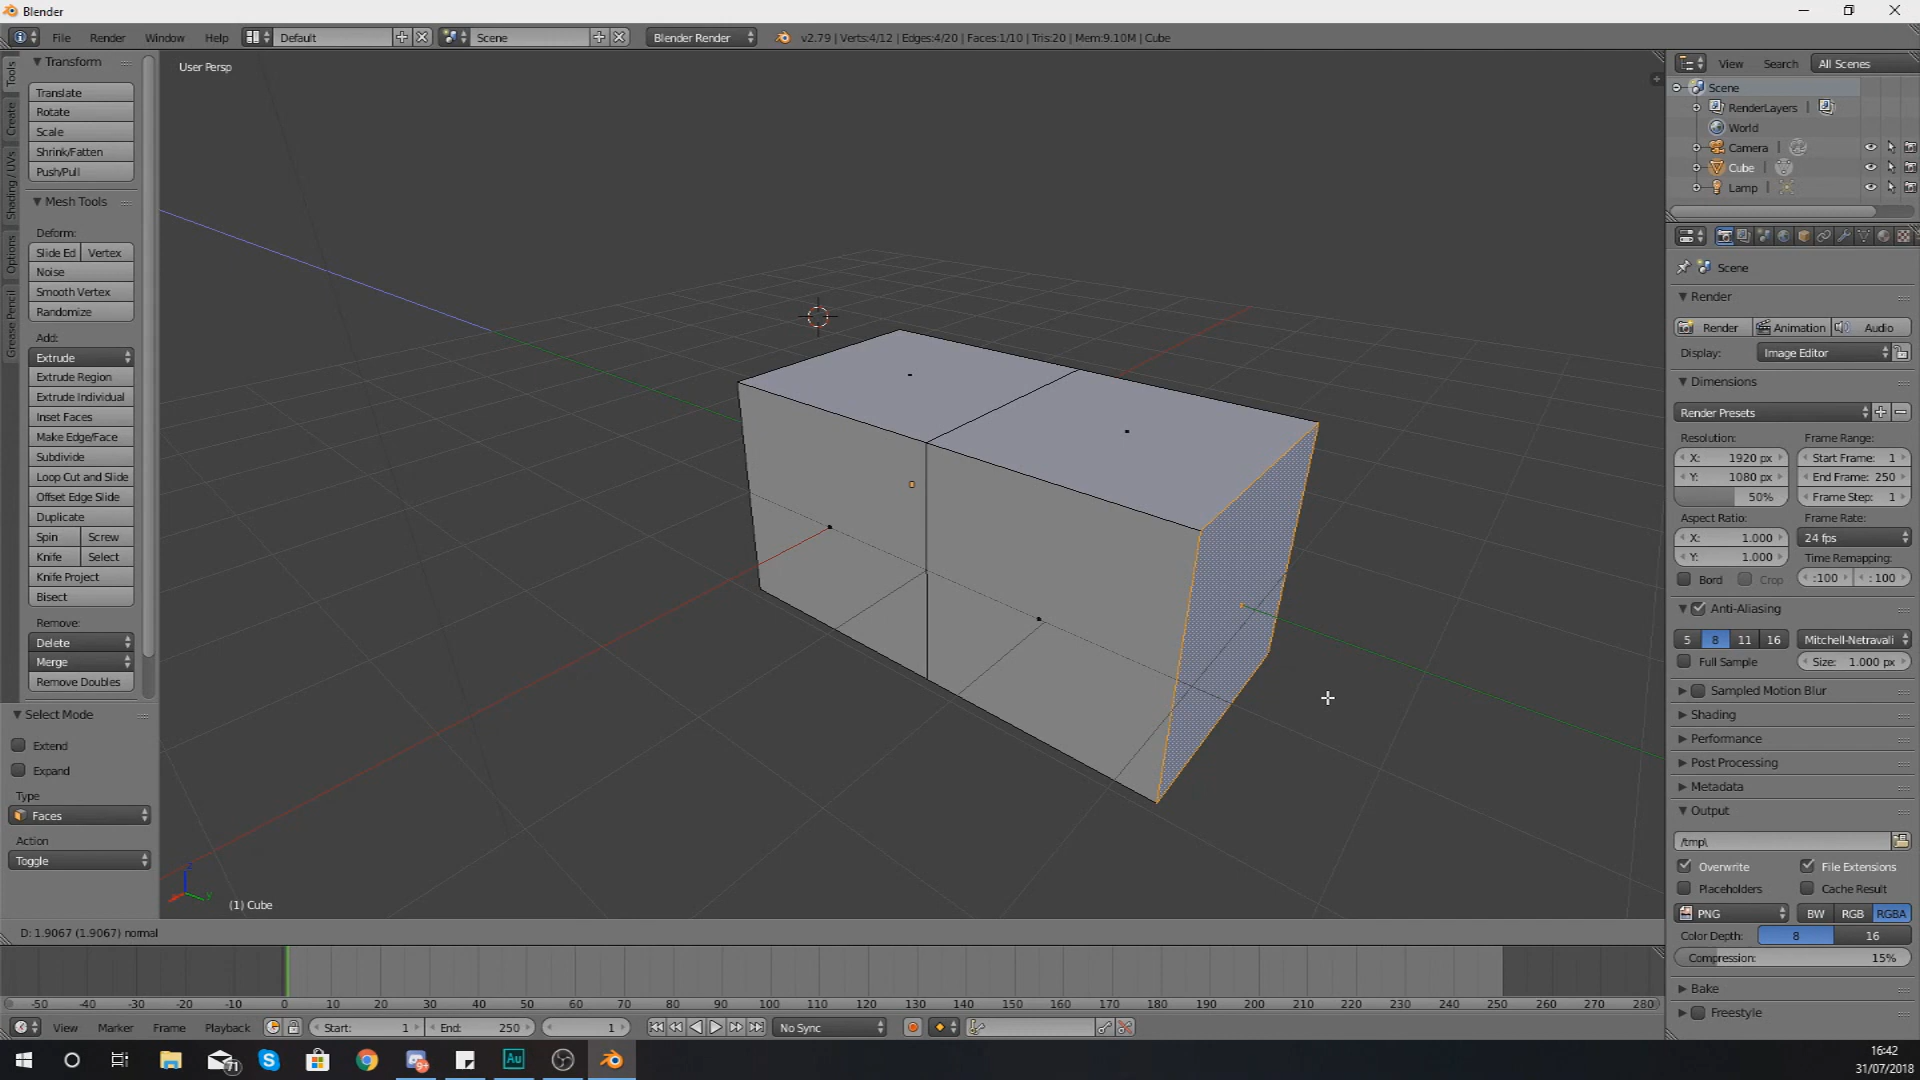 Blender
File Render Window Help Default Scene Blender Render v2.79 | Verts:4/12 | Edges:4/20 | Faces:1/10 | Tris:20 | Mem:9.10M | Cube
Tools
Create
Shading / UVs
Options
Grease Pencil
Transform
Translate
Rotate
Scale
Shrink/Fatten
Push/Pull
Mesh Tools
Deform:
Slide Ed Vertex
Noise
Smooth Vertex
Randomize
Add:
Extrude
Extrude Region
Extrude Individual
Inset Faces
Make Edge/Face
Subdivide
Loop Cut and Slide
Offset Edge Slide
Duplicate
Spin Screw
Knife Select
Knife Project
Bisect
Remove:
Delete
Merge
Remove Doubles
Select Mode
Extend
Expand
Type
Faces
Action
Toggle
User Persp
z
y
(1) Cube
D: 1.9067 (1.9067) normal
View Search All Scenes
Scene
RenderLayers |
World
Camera |
Cube |
Lamp |
Scene
Render
Render Animation Audio
Display: Image Editor
Dimensions
Render Presets
Resolution: Frame Range:
X: 1920 px Start Frame: 1
Y: 1080 px End Frame: 250
50% Frame Step: 1
Aspect Ratio: Frame Rate:
X: 1.000 24 fps
Y: 1.000 Time Remapping:
Bord Crop :100 : 100
Anti-Aliasing
5 8 11 16 Mitchell-Netravali
Full Sample Size: 1.000 px
Sampled Motion Blur
Shading
Performance
Post Processing
Metadata
Output
/tmp\
Overwrite File Extensions
Placeholders Cache Result
PNG BW RGB RGBA
Color Depth: 8 16
Compression: 15%
Bake
Freestyle
-50 -40 -30 -20 -10 0 10 20 30 40 50 60 70 80 90 100 110 120 130 140 150 160 170 180 190 200 210 220 230 240 250 260 270 280
View Marker Frame Playback Start: 1 End: 250 1 No Sync
71 9+ Au
16:42
31/07/2018